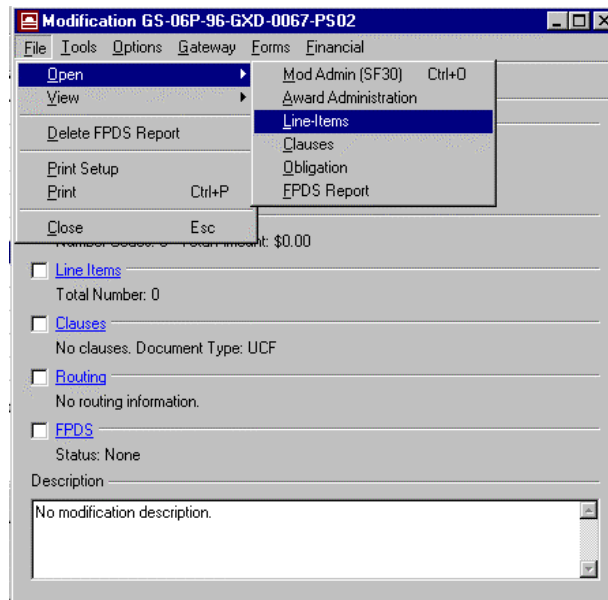 Modification GS-06P-96-GXD-0067-PS02
File Tools Options Gateway Forms Financial
Open
View
Delete FPDS Report
Print Setup
Print Ctrl+P
Close Esc
Mod Admin (SF30) Ctrl+O
Award Administration
Line-Items
Clauses
Obligation
FPDS Report
$0.00
Line Items
Total Number: 0
Clauses
No clauses. Document Type: UCF
Routing
No routing information.
FPDS
Status: None
Description
No modification description.